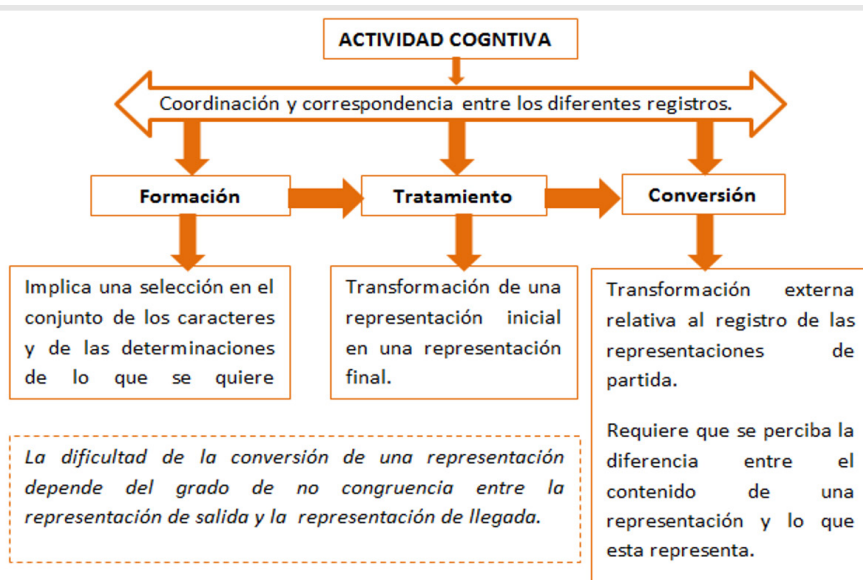 ACTIVIDAD COGNTIVA
Coordinación y correspondencia entre los diferentes registros.
Formación
Tratamiento
Conversión
Implica una selección en el
conjunto de los caracteres
y de las determinaciones
de lo que se quiere
Transformación de una
representación inicial
en una representación
final.
Transformación externa
relativa al registro de las
representaciones de
partida.
Requiere que se perciba la
diferencia entre el
contenido de una
representación y lo que
esta representa.
La dificultad de la conversión de una representación
depende del grado de no congruencia entre la
representación de salida y la representación de llegada.